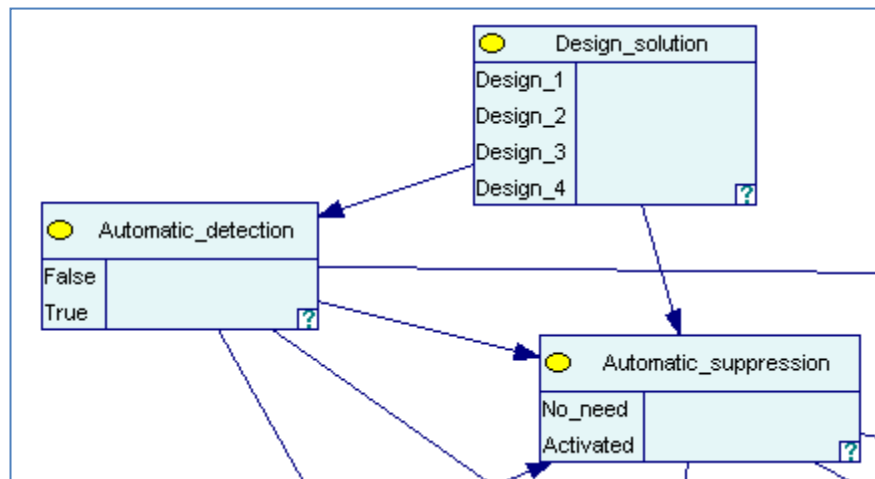 Design_solution
Design_1
Design_2
Design_3
Design_4
?
Automatic_detection
False
True
?
Automatic_suppression
No_need
Activated
?